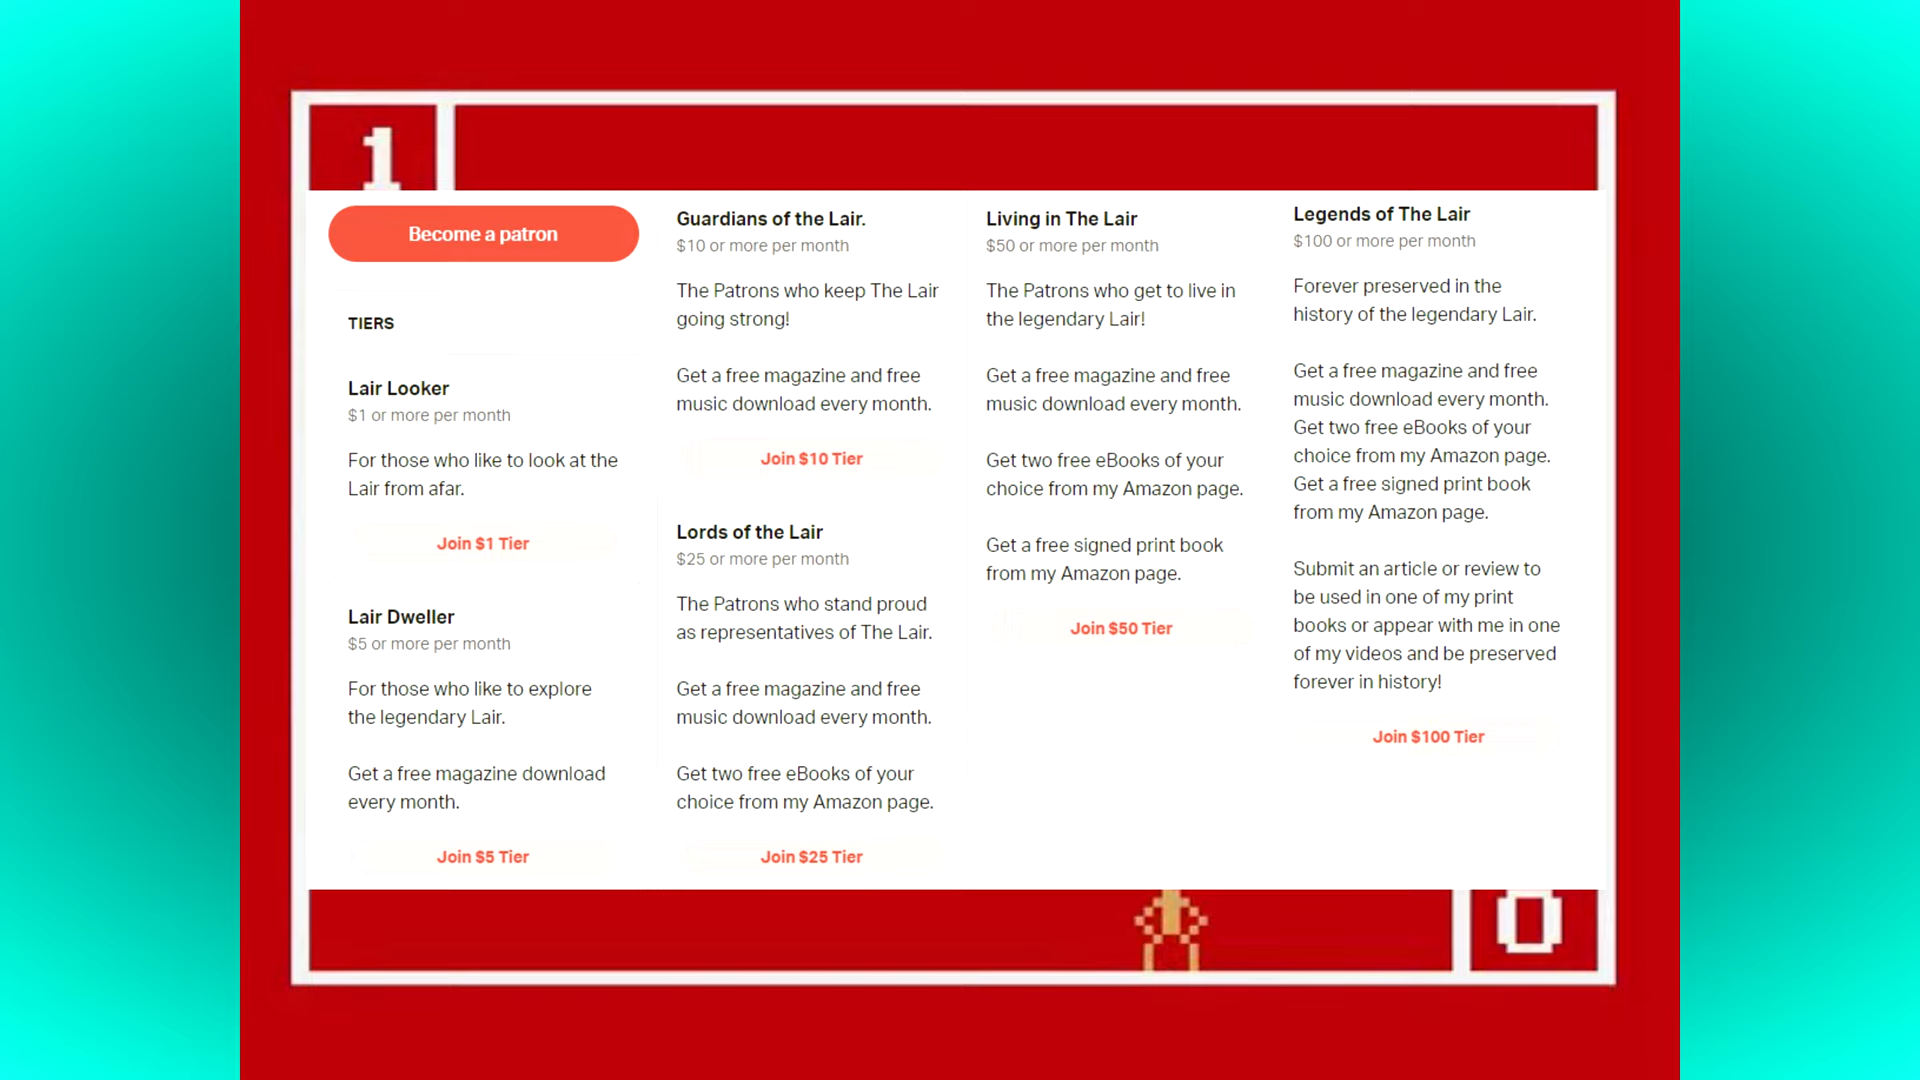 1
Become a patron
TIERS
Lair Looker
$1 or more per month
For those who like to look at the
Lair from afar.
Join $1 Tier
Lair Dweller
$5 or more per month
For those who like to explore
the legendary Lair.
Get a free magazine download
every month.
Join $5 Tier
Guardians of the Lair.
$10 or more per month
The Patrons who keep The Lair
going strong!
Get a free magazine and free
music download every month.
Join $10 Tier
Lords of the Lair
$25 or more per month
The Patrons who stand proud
as representatives of The Lair.
Get a free magazine and free
music download every month.
Get two free eBooks of your
choice from my Amazon page.
Join $25 Tier
Living in The Lair
$50 or more per month
The Patrons who get to live in
the legendary Lair!
Get a free magazine and free
music download every month.
Get two free eBooks of your
choice from my Amazon page.
Get a free signed print book
from my Amazon page.
Join $50 Tier
Legends of The Lair
$100 or more per month
Forever preserved in the
history of the legendary Lair.
Get a free magazine and free
music download every month.
Get two free eBooks of your
choice from my Amazon page.
Get a free signed print book
from my Amazon page.
Submit an article or review to
be used in one of my print
books or appear with me in one
of my videos and be preserved
forever in history!
Join $100 Tier
0